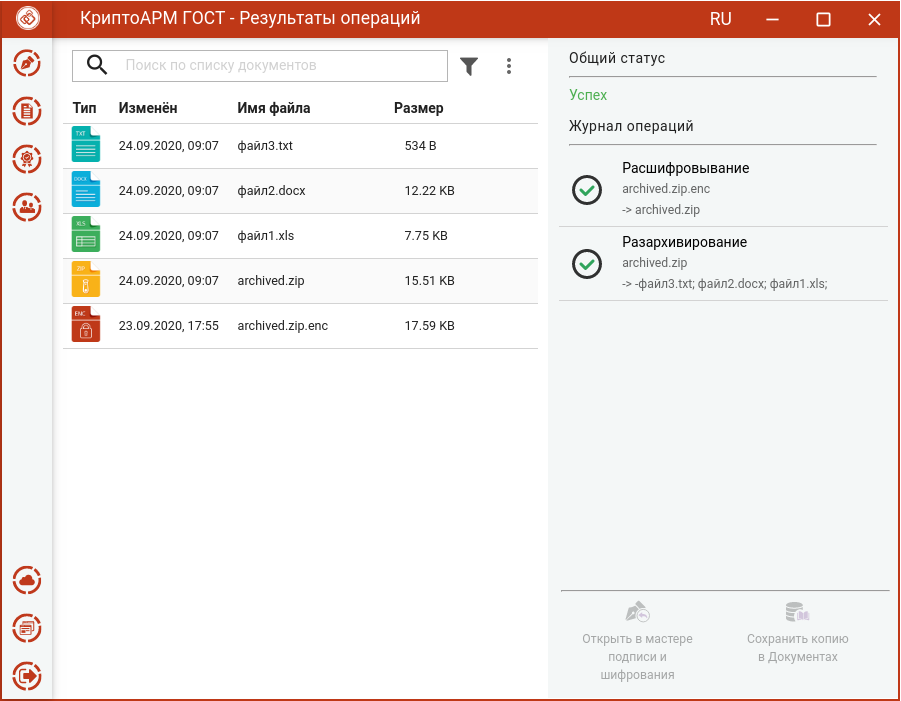 КриптоАРМ ГОСТ - Результаты операций
RU
Поиск по списку документов
Тип Изменён Имя файла Размер
TXT 24.09.2020, 09:07 файл3.txt 534 B
DOCX 24.09.2020, 09:07 файл2.docx 12.22 KB
XLS 24.09.2020, 09:07 файл1.xls 7.75 KB
ZIP 24.09.2020, 09:07 archived.zip 15.51 KB
ENC 23.09.2020, 17:55 archived.zip.enc 17.59 KB
Общий статус
Успех
Журнал операций
Расшифровывание
archived.zip.enc
-> archived.zip
Разархивирование
archived.zip
-> -файл3.txt; файл2.docx; файл1.xls;
Открыть в мастере
подписи и
шифрования
Сохранить копию
в Документах